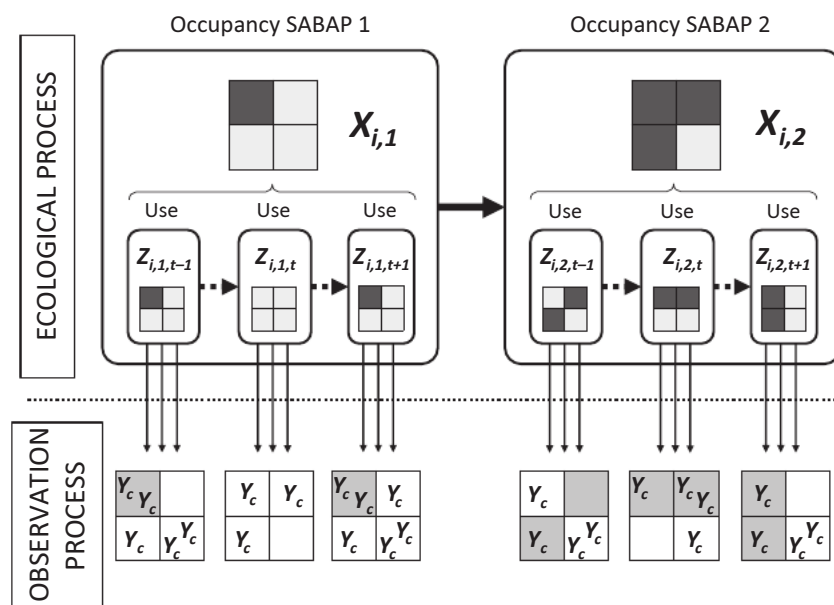 Occupancy SABAP 1
Occupancy SABAP 2
ECOLOGICAL PROCESS
X_{i,1}
X_{i,2}
Use
Use
Use
Use
Use
Use
Z_{i,1,t–1}
Z_{i,1,t}
Z_{i,1,t+1}
Z_{i,2,t–1}
Z_{i,2,t}
Z_{i,2,t+1}
OBSERVATION
PROCESS
Y_c Y_c
Y_c Y_c Y_c
Y_c Y_c
Y_c
Y_c Y_c Y_c
Y_c Y_c Y_c
Y_c
Y_c Y_c Y_c
Y_c Y_c Y_c
Y_c
Y_c
Y_c Y_c Y_c